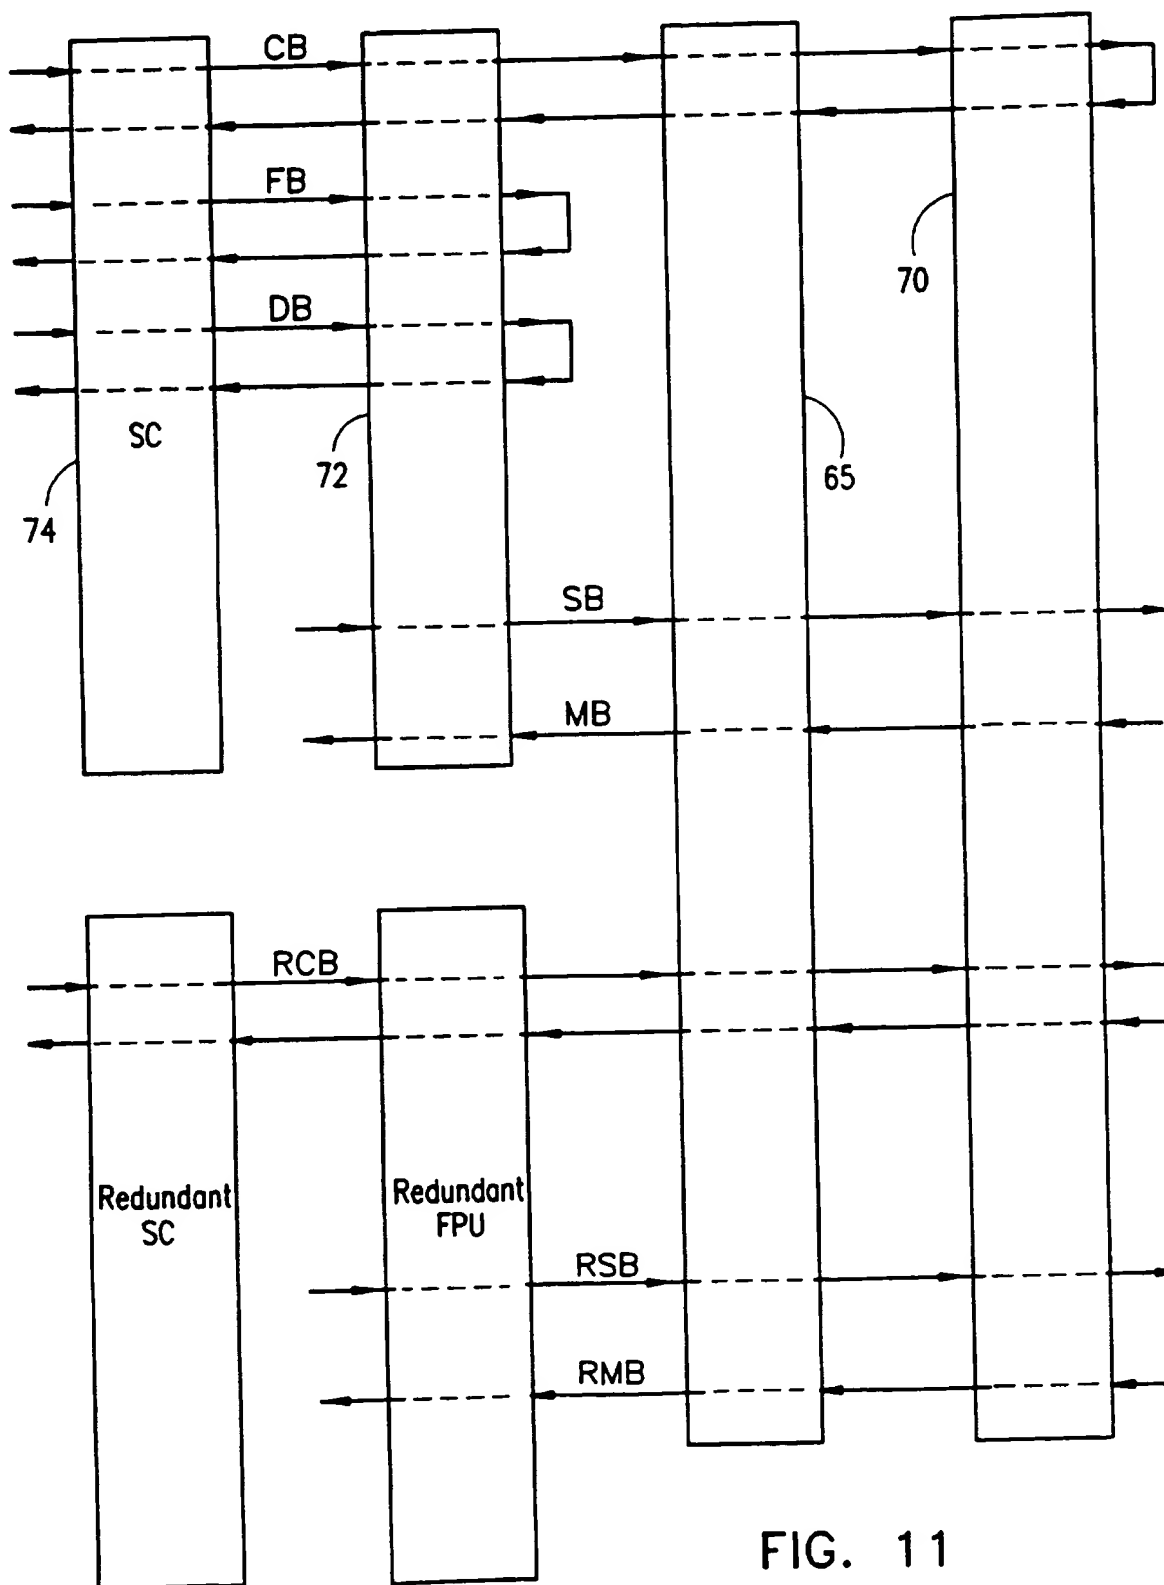 CB
FB
DB
SC
74
72
65
70
SB
MB
RCB
Redundant
SC
Redundant
FPU
RSB
RMB
FIG. 11